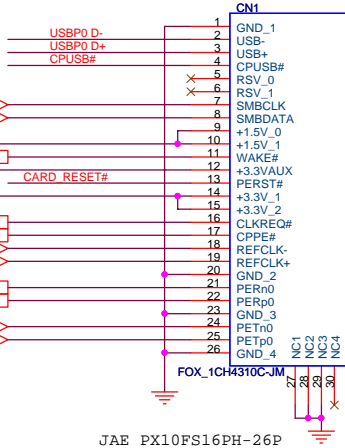 CN1
1 GND_1
USBP0 D- 2 USB-
USBP0 D+ 3 USB+
CPUSB# 4 CPUSB#
5 RSV_0
6 RSV_1
7 SMBCLK
8 SMBDATA
9 +1.5V_0
10 +1.5V_1
11 WAKE#
12 +3.3VAUX
CARD_RESET# 13 PERST#
14 +3.3V_1
15 +3.3V_2
16 CLKREQ#
17 CPPE#
18 REFCLK-
19 REFCLK+
20 GND_2
21 PERn0
22 PERp0
23 GND_3
24 PETn0
25 PETp0
26 GND_4
NC1 NC2 NC3 NC4
FOX_1CH4310C-JM
27 28 29 30
JAE PX10FS16PH-26P